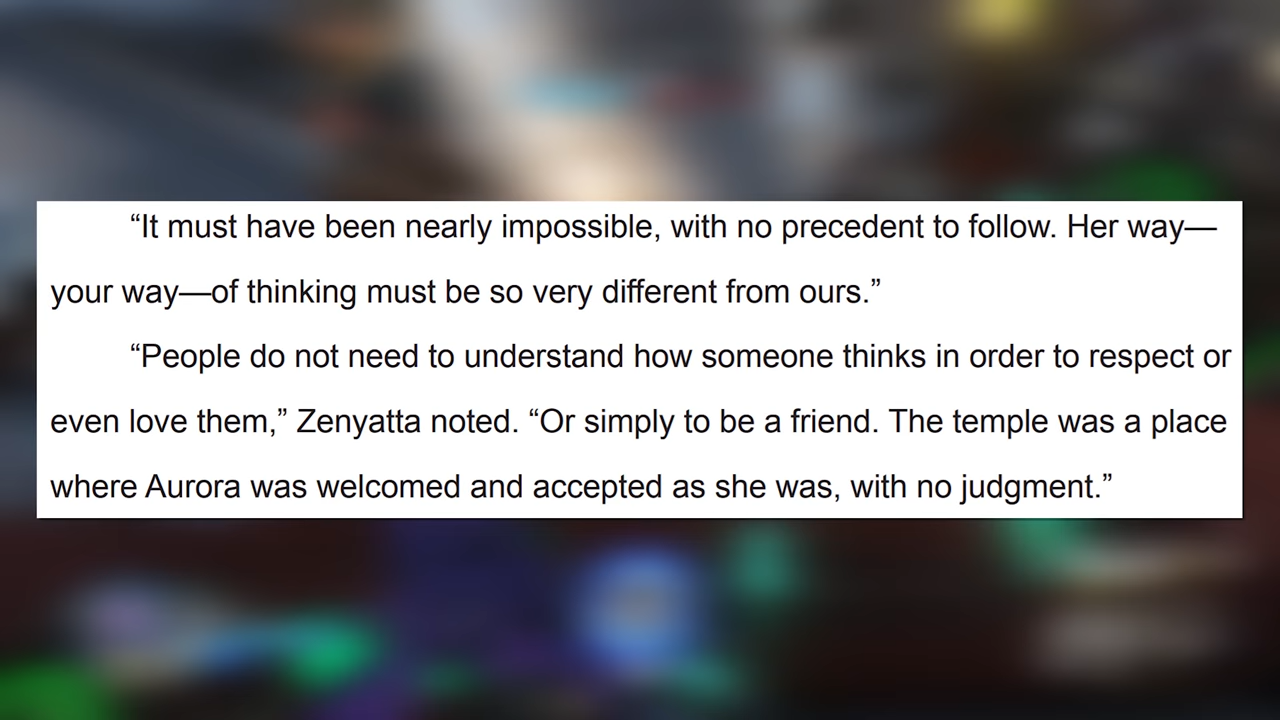 “It must have been nearly impossible, with no precedent to follow. Her way—
your way—of thinking must be so very different from ours.”
“People do not need to understand how someone thinks in order to respect or
even love them,” Zenyatta noted. “Or simply to be a friend. The temple was a place
where Aurora was welcomed and accepted as she was, with no judgment.”